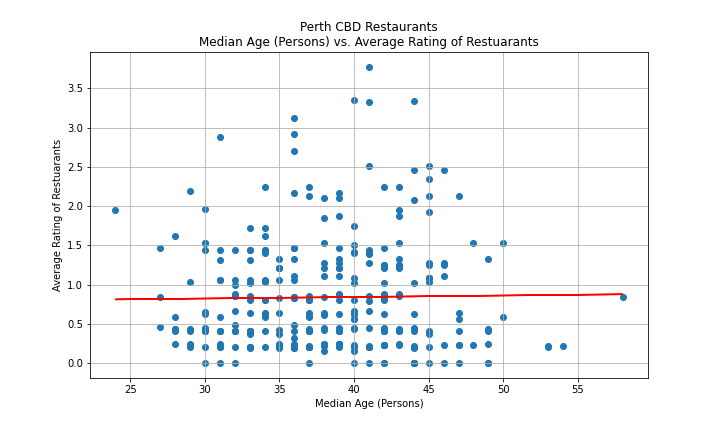 Perth CBD Restaurants
Median Age (Persons) vs. Average Rating of Restuarants
Average Rating of Restuarants
3.5
3.0
2.5
2.0
1.5
1.0
0.5
0.0
25 30 35 40 45 50 55
Median Age (Persons)